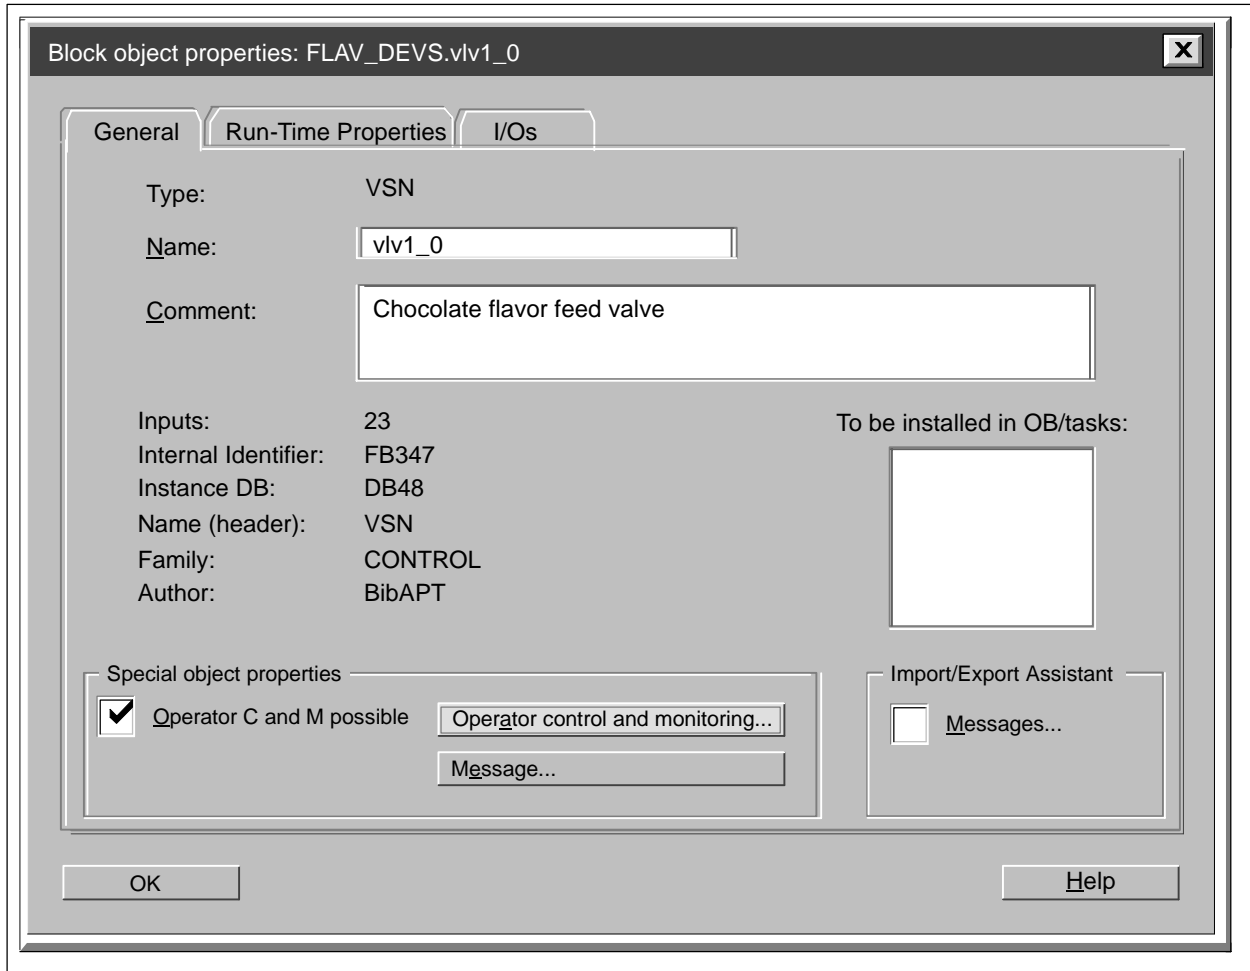 Block object properties: FLAV_DEVS.vlv1_0
X
General
Run-Time Properties
I/Os
Type: VSN
Name: vlv1_0
Comment: Chocolate flavor feed valve
Inputs: 23
To be installed in OB/tasks:
Internal Identifier: FB347
Instance DB: DB48
Name (header): VSN
Family: CONTROL
Author: BibAPT
Special object properties
Import/Export Assistant
Operator C and M possible
Operator control and monitoring...
Messages...
Message...
OK
Help